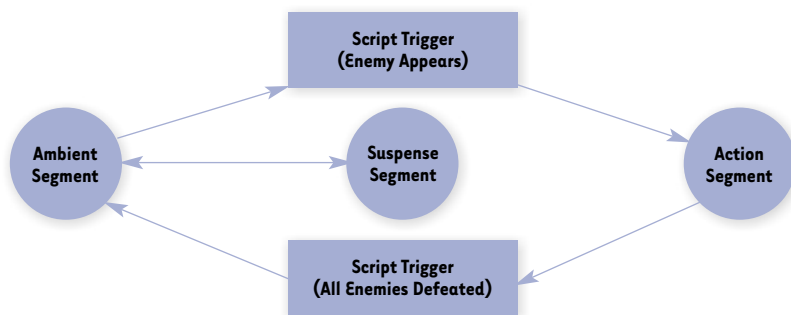 Script Trigger
(Enemy Appears)
Ambient
Segment
Suspense
Segment
Action
Segment
Script Trigger
(All Enemies Defeated)